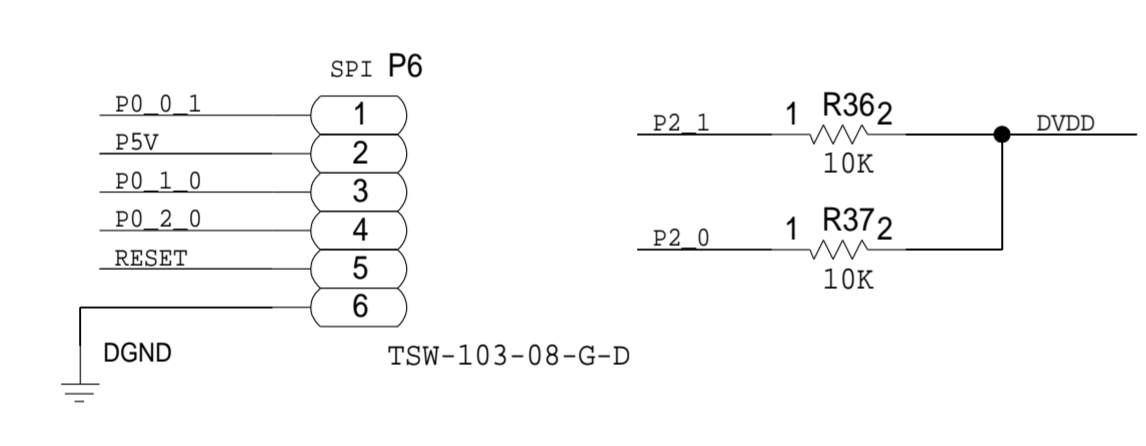 SPI P6
P0_0_1
1
P5V
2
P0_1_0
3
P0_2_0
4
RESET
5
6
DGND
TSW-103-08-G-D
P2_1
1 R36 2
10K
DVDD
P2_0
1 R37 2
10K